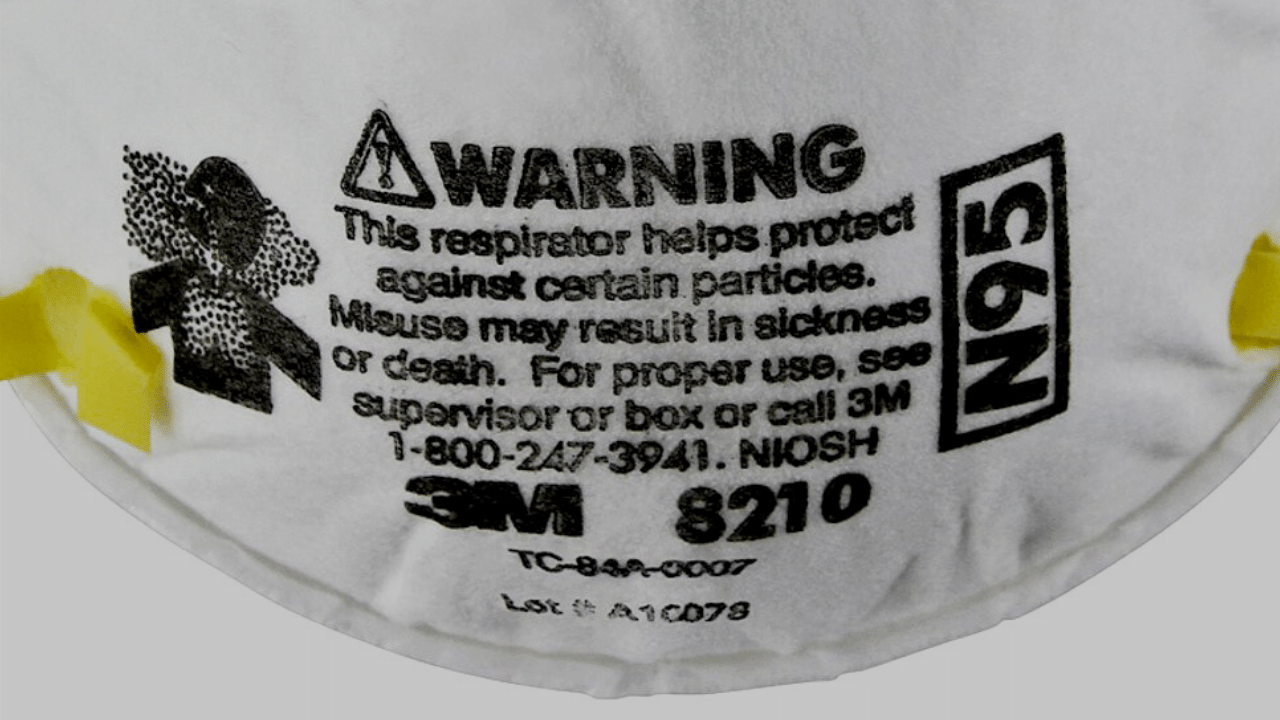 WARNING
This respirator helps protect
against certain particles.
Misuse may result in sickness
or death. For proper use, see
supervisor or box or call 3M
1-800-247-3941. NIOSH
3M 8210
TC-84A-0007
Lot #
N95